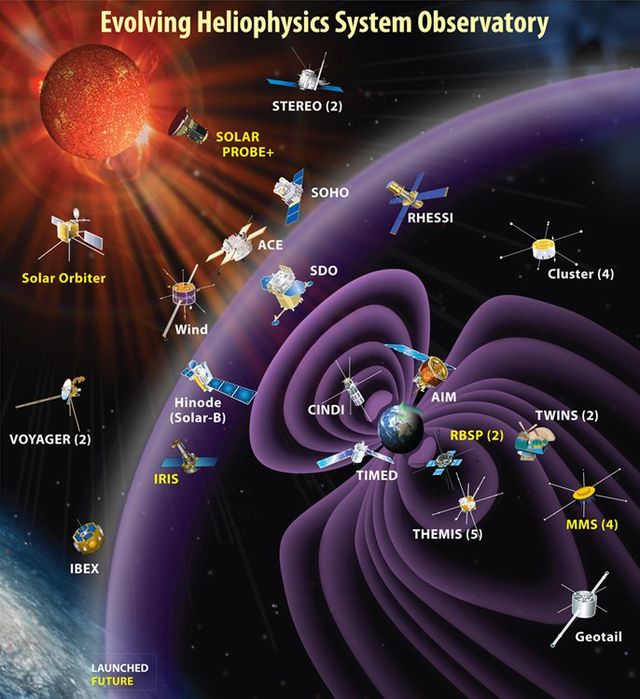 Evolving Heliophysics System Observatory
STEREO (2)
SOLAR
PROBE+
SOHO
RHESSI
ACE
Solar Orbiter
SDO
Cluster (4)
Wind
Hinode
(Solar-B)
CINDI
AIM
VOYAGER (2)
TWINS (2)
RBSP (2)
IRIS
TIMED
MMS (4)
THEMIS (5)
IBEX
Geotail
LAUNCHED
FUTURE